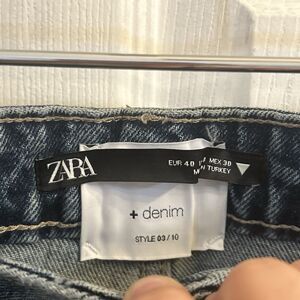 ZARA
EUR 40 MEX 30
TURKEY
+ denim
STYLE 03 / 10